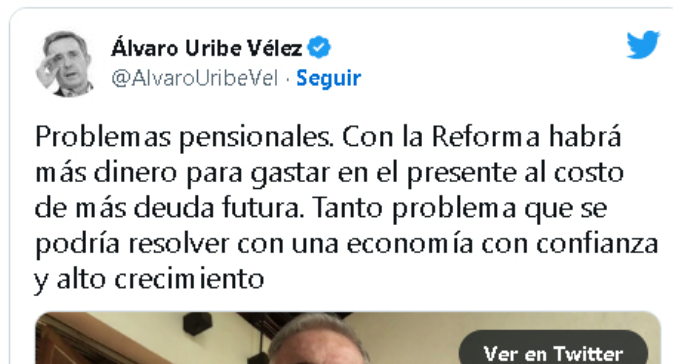 Álvaro Uribe Vélez
@AlvaroUribeVel · Seguir
Problemas pensionales. Con la Reforma habrá
más dinero para gastar en el presente al costo
de más deuda futura. Tanto problema que se
podría resolver con una economía con confianza
y alto crecimiento
Ver en Twitter